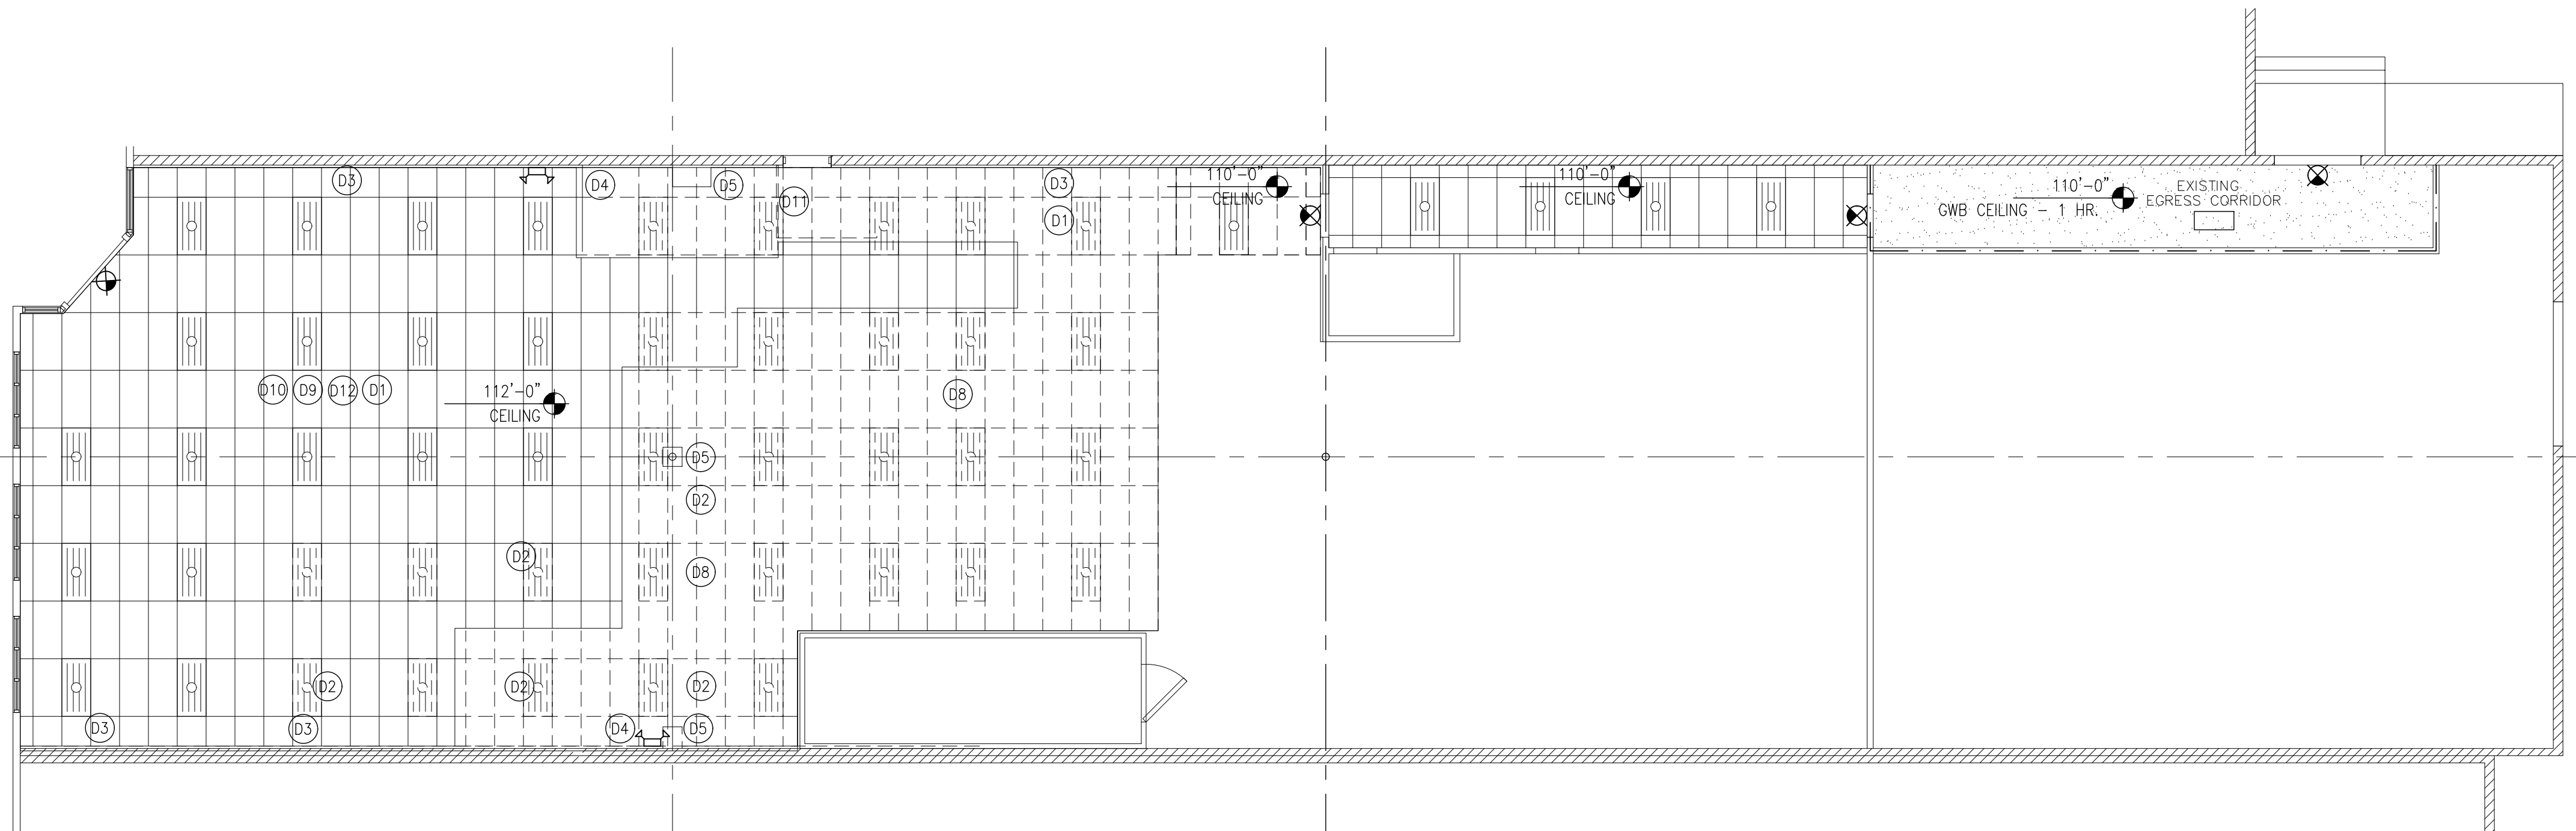 D3
D4
D5
D11
D3
D1
110'-0"
CEILING
110'-0"
CEILING
110'-0"
GWB CEILING - 1 HR.
EXISTING
EGRESS CORRIDOR
D10
D9
D12
D1
112'-0"
CEILING
D8
D5
D2
D2
D8
D2
D2
D2
D3
D3
D4
D5